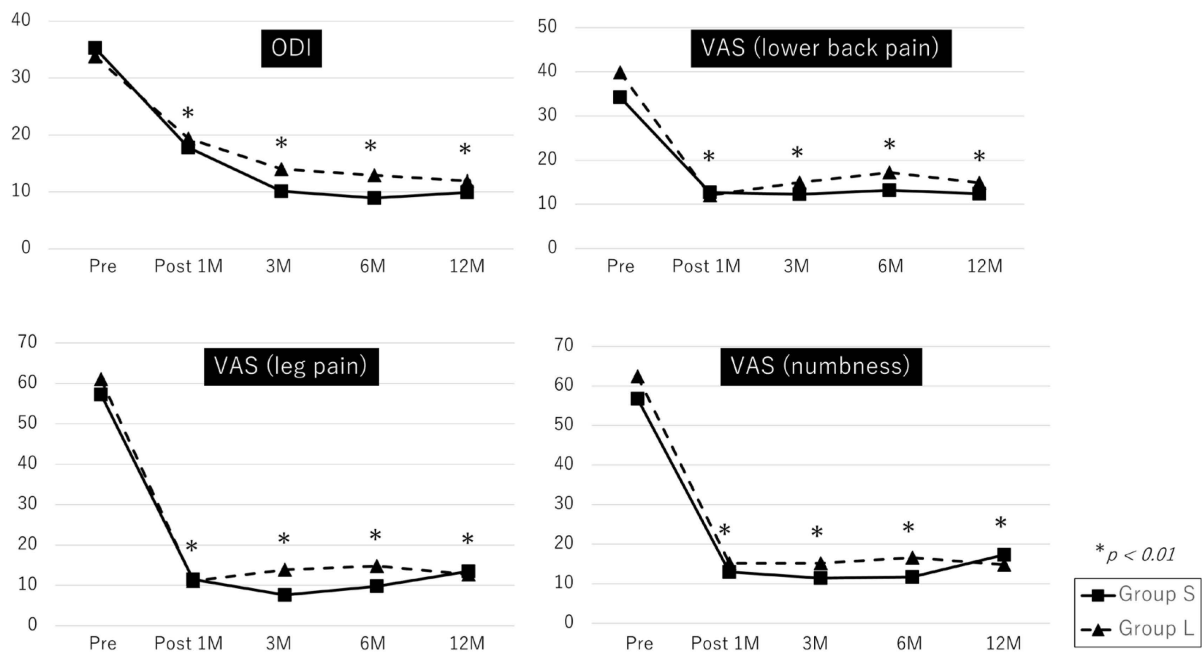 ODI
40
30
20
10
0
* * * *
Pre Post 1M 3M 6M 12M
VAS (lower back pain)
50
40
30
20
10
0
* * * *
Pre Post 1M 3M 6M 12M
VAS (leg pain)
70
60
50
40
30
20
10
0
* * * *
Pre Post 1M 3M 6M 12M
VAS (numbness)
70
60
50
40
30
20
10
0
* * * *
Pre Post 1M 3M 6M 12M
* p < 0.01
Group S
Group L